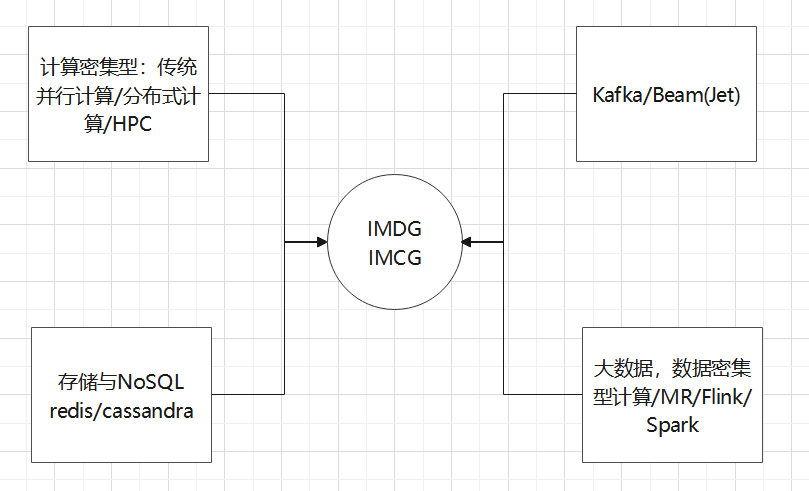 计算密集型：传统
并行计算/分布式计
算/HPC
Kafka/Beam(Jet)
IMDG
IMCG
存储与NoSQL
redis/cassandra
大数据，数据密集
型计算/MR/Flink/
Spark